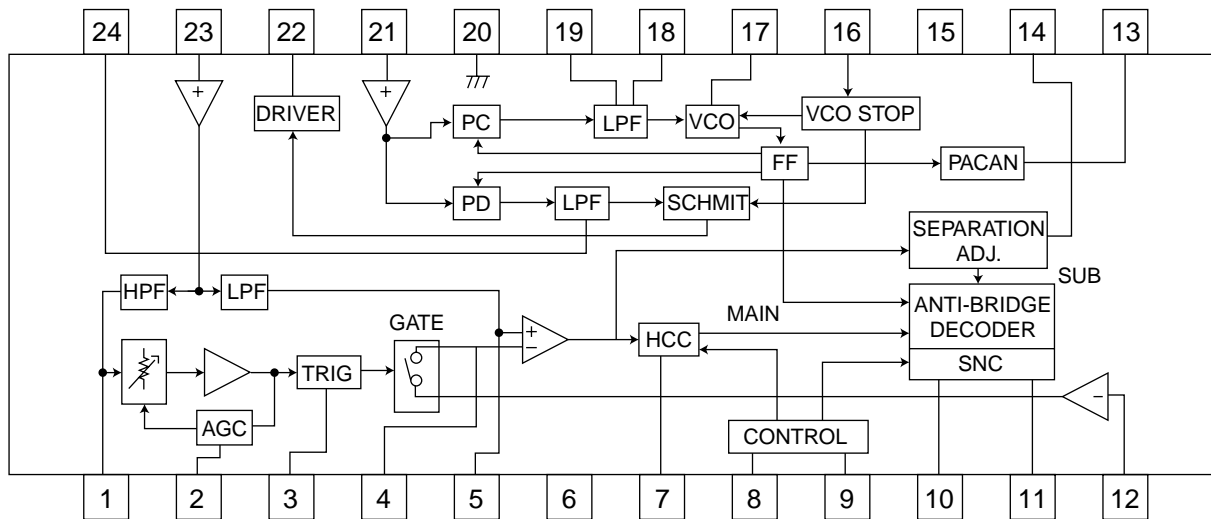 24 23 22 21 20 19 18 17 16 15 14 13
DRIVER
PC
LPF
VCO
VCO STOP
FF
PACAN
PD
LPF
SCHMIT
SEPARATION
ADJ.
SUB
HPF
LPF
GATE
MAIN
ANTI-BRIDGE
DECODER
+
−
HCC
SNC
TRIG
AGC
CONTROL
−
+
+
1 2 3 4 5 6 7 8 9 10 11 12